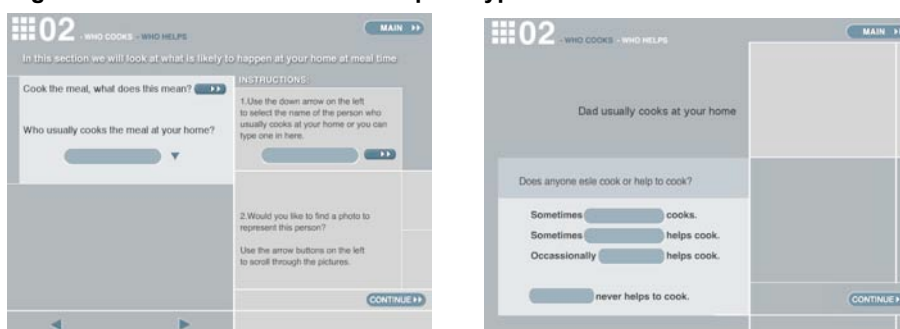 02 - WHO COOKS - WHO HELPS
MAIN
In this section we will look at what is likely to happen at your home at meal time
Cook the meal, what does this mean?
Who usually cooks the meal at your home?
INSTRUCTIONS:
1.Use the down arrow on the left
to select the name of the person who
usually cooks at your home or you can
type one in here.
2.Would you like to find a photo to
represent this person?
Use the arrow buttons on the left
to scroll through the pictures.
CONTINUE
02 - WHO COOKS - WHO HELPS
MAIN
Dad usually cooks at your home
Does anyone esle cook or help to cook?
Sometimes cooks.
Sometimes helps cook.
Occassionally helps cook.
never helps to cook.
CONTINUE